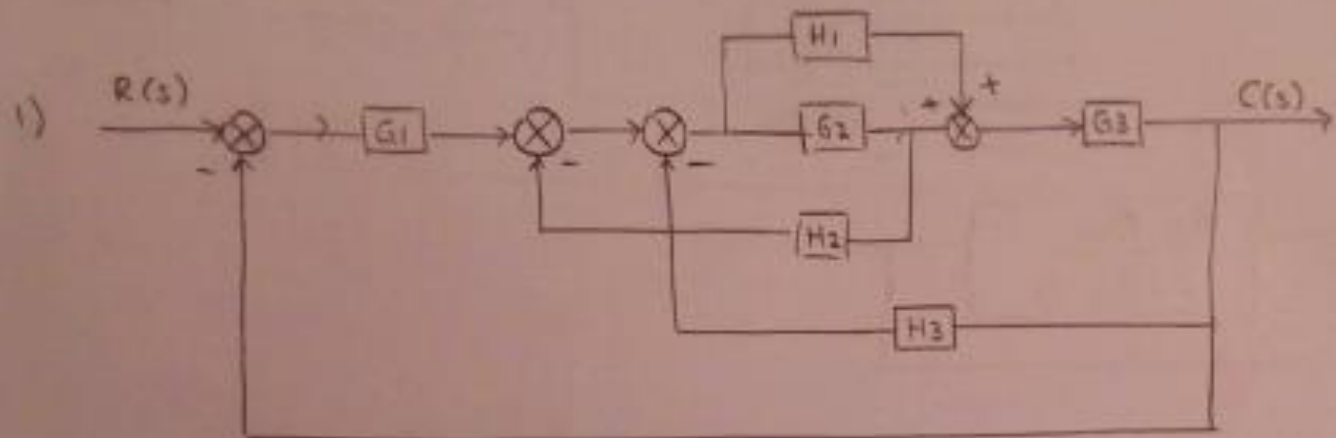 H1
+
1) R(s) G1 G2 + G3 C(s)
- - -
H2
H3